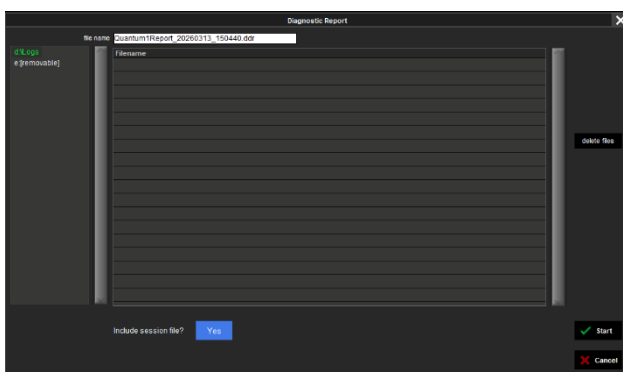 Diagnostic Report
file name Quantum1Report_20260313_150440.ddr
d:\Logs
e:[removable]
Filename
delete files
Include session file? Yes
Start
Cancel